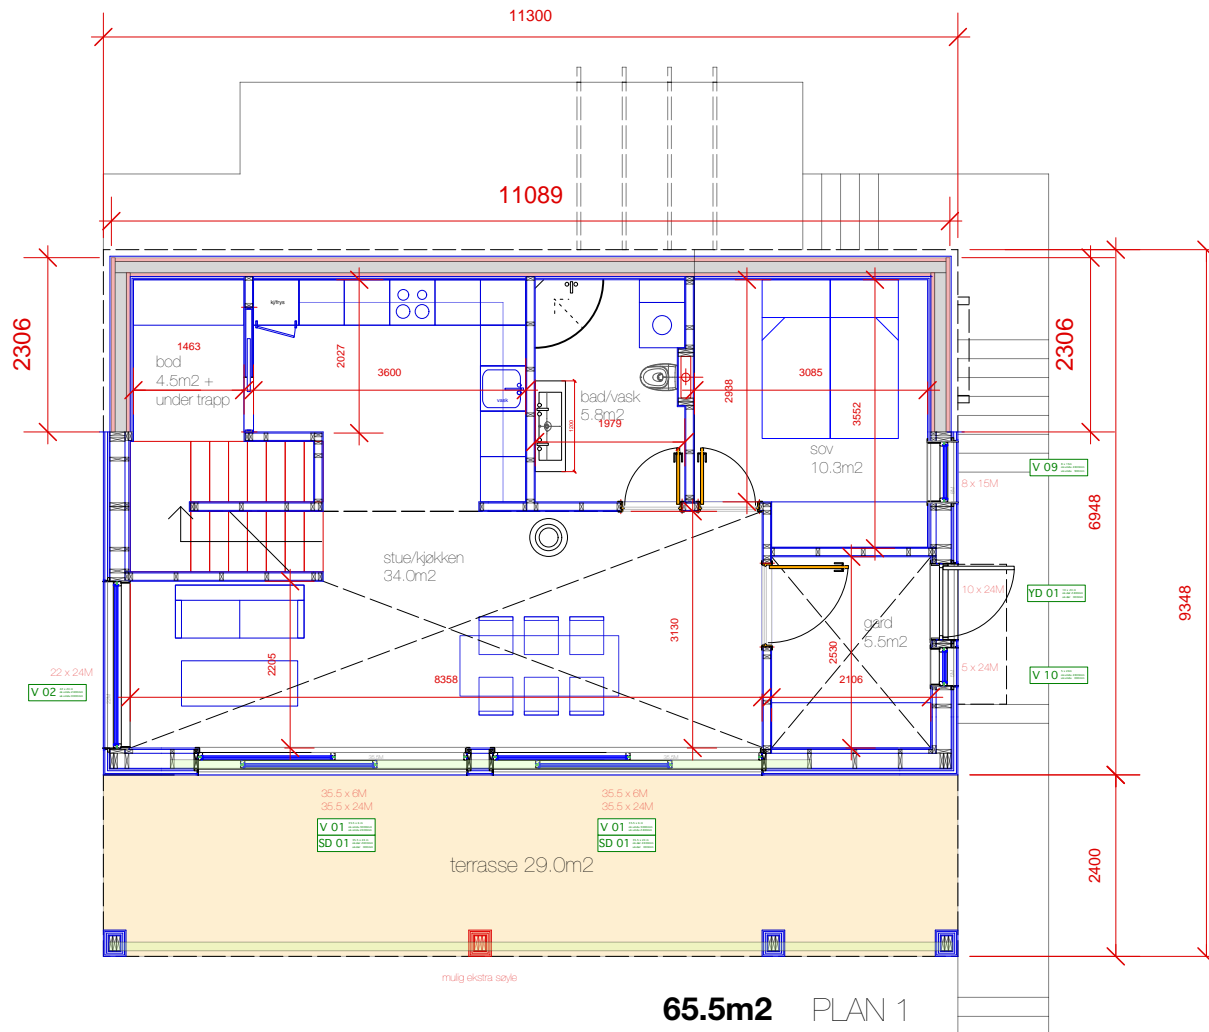 11300
11089
2306
2306
kj/frys
1463
bod
4.5m2 +
under trapp
2027
3600
vask
bad/vask
5.8m2
1979
1200
2938
3085
3552
sov
10.3m2
V 09
8 x 15M
6948
9348
stue/kjøkken
34.0m2
10 x 24M
YD 01
gard
5.5m2
2530
3130
2205
22 x 24M
V 02
8358
2106
5 x 24M
V 10
35.5 x 6M
35.5 x 24M
V 01
SD 01
35.5 x 6M
35.5 x 24M
V 01
SD 01
terrasse 29.0m2
2400
mulig ekstra søyle
65.5m2 PLAN 1